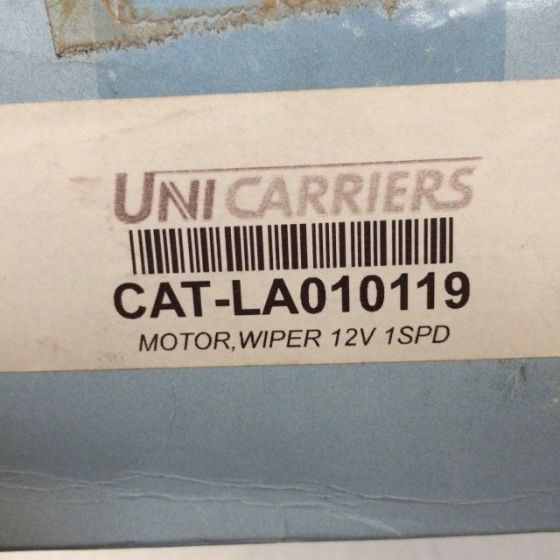 UNICARRIERS
CAT-LA010119
MOTOR,WIPER 12V 1SPD